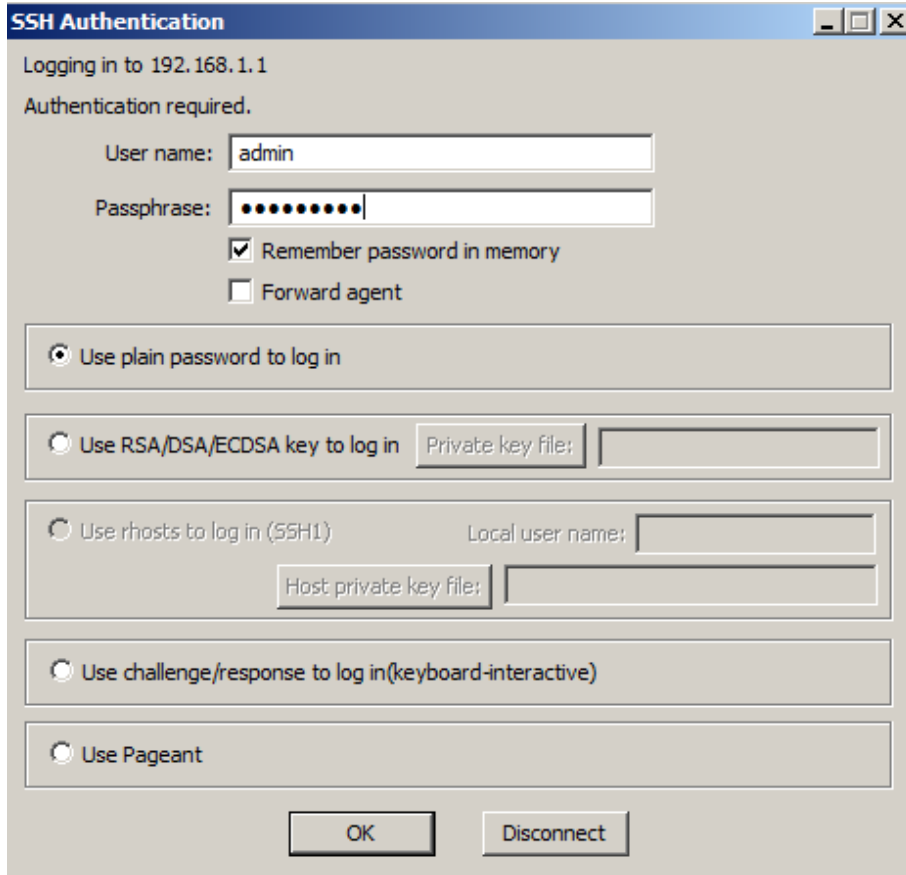 SSH Authentication
Logging in to 192.168.1.1
Authentication required.
User name: admin
Passphrase: ●●●●●●●●●
Remember password in memory
Forward agent
Use plain password to log in
Use RSA/DSA/ECDSA key to log in Private key file:
Use rhosts to log in (SSH1) Local user name:
Host private key file:
Use challenge/response to log in(keyboard-interactive)
Use Pageant
OK Disconnect